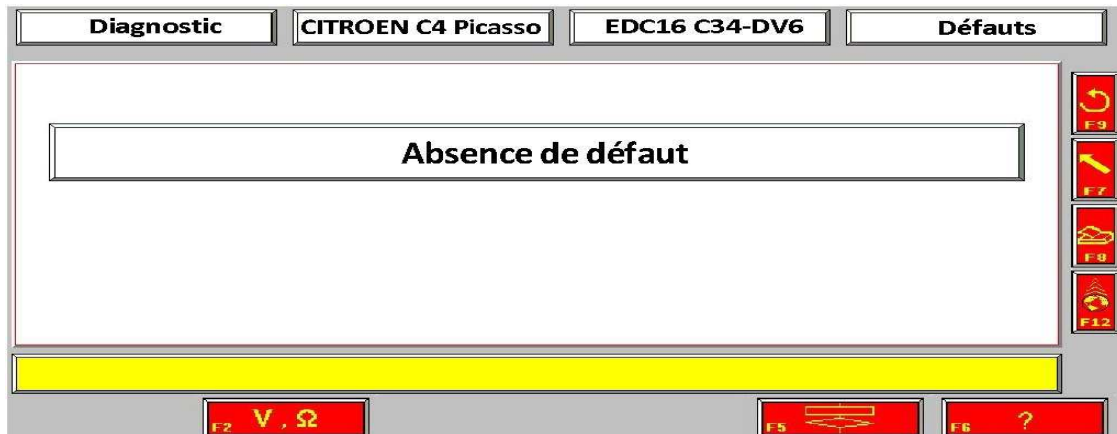 Diagnostic
CITROEN C4 Picasso
EDC16 C34-DV6
Défauts
Absence de défaut
F9
F7
F8
F12
F2 V , Ω
F5
F6 ?